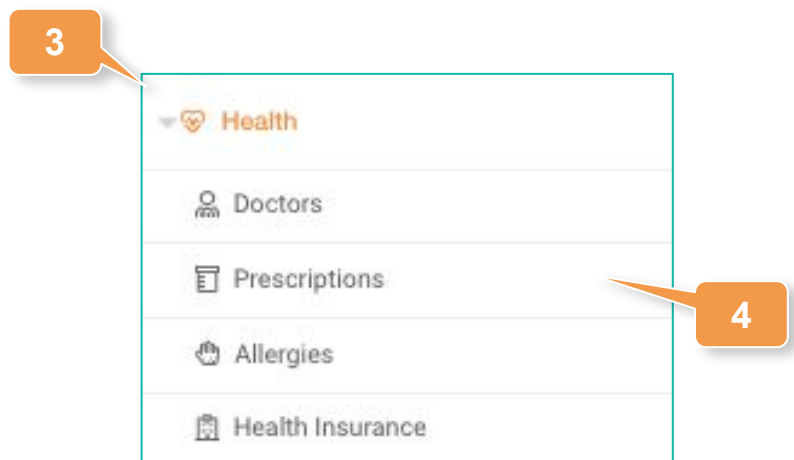 3
Health
Doctors
Prescriptions
4
Allergies
Health Insurance